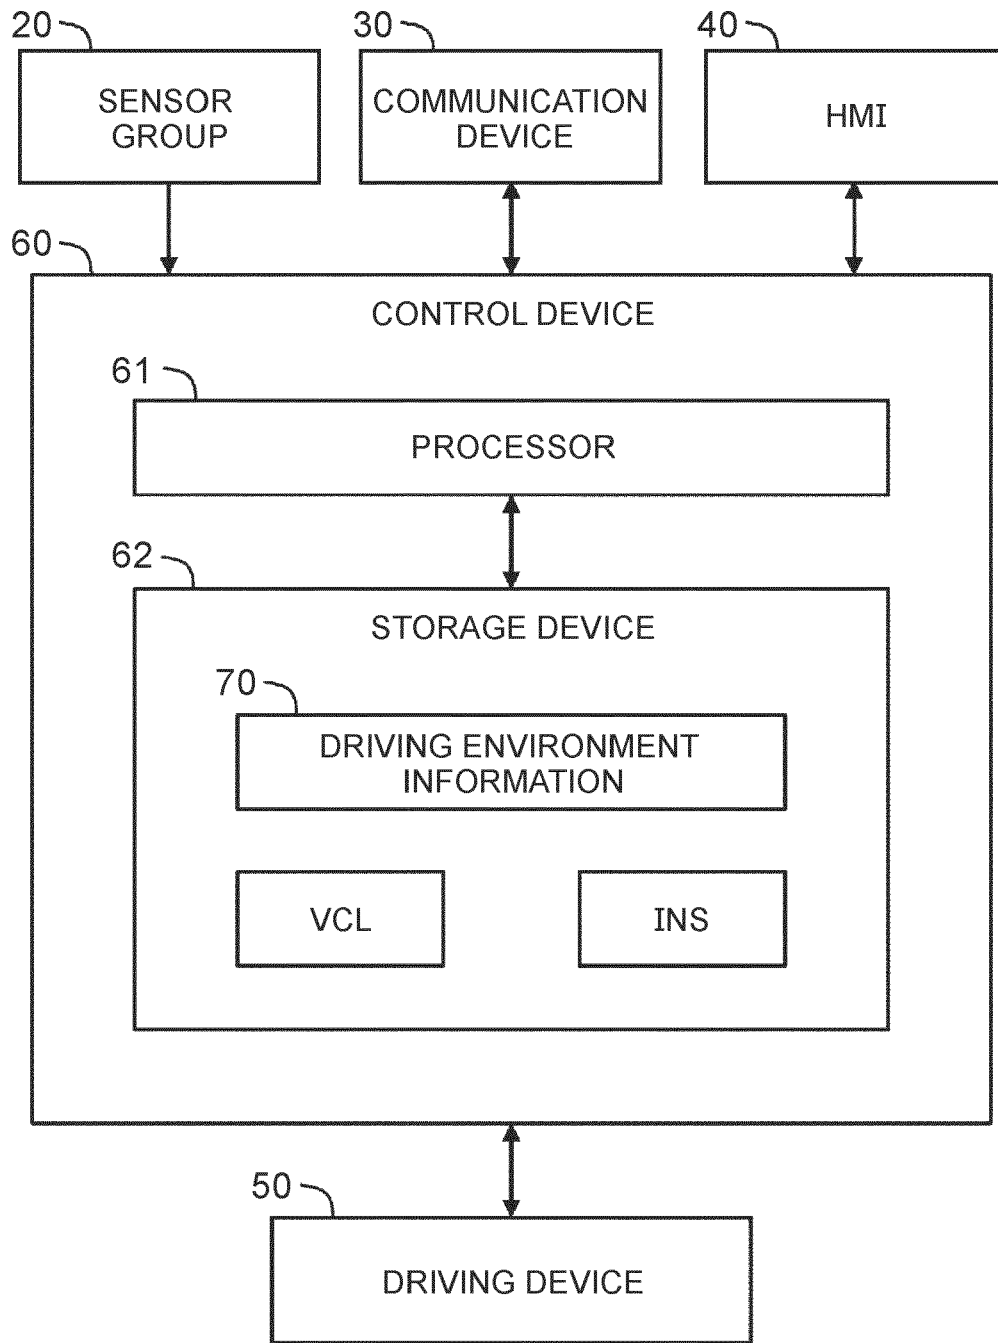 20
30
40
SENSOR
GROUP
COMMUNICATION
DEVICE
HMI
60
CONTROL DEVICE
61
PROCESSOR
62
STORAGE DEVICE
70
DRIVING ENVIRONMENT
INFORMATION
VCL
INS
50
DRIVING DEVICE